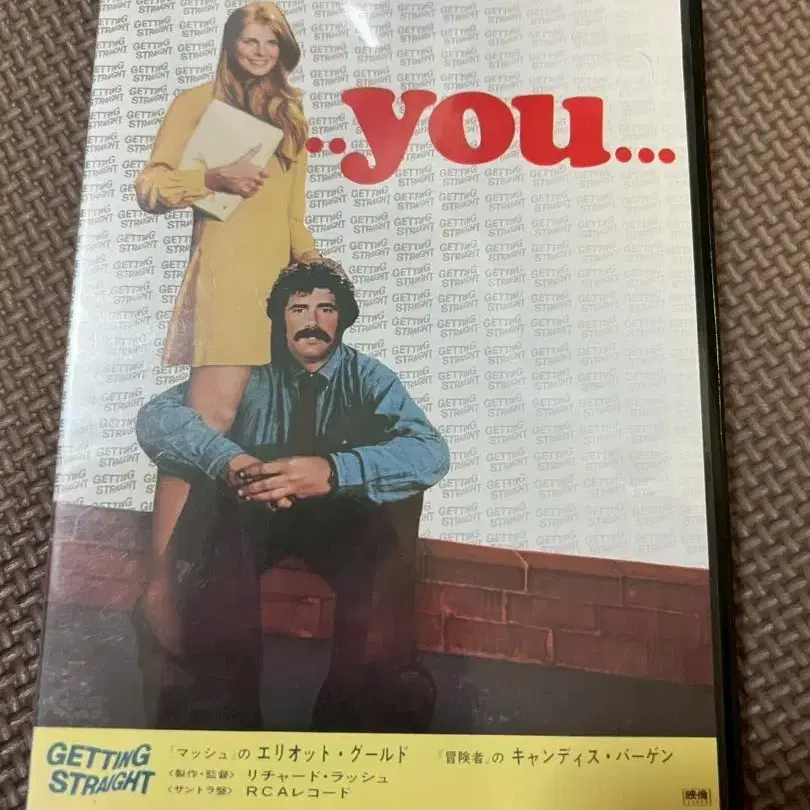 ..you...
GETTING STRAIGHT
『マッシュ』の エリオット・グールド 『冒険者』の キャンディス・バーゲン
〈製作・監督〉 リチャード・ラッシュ
〈サントラ盤〉 RCAレコード
映倫